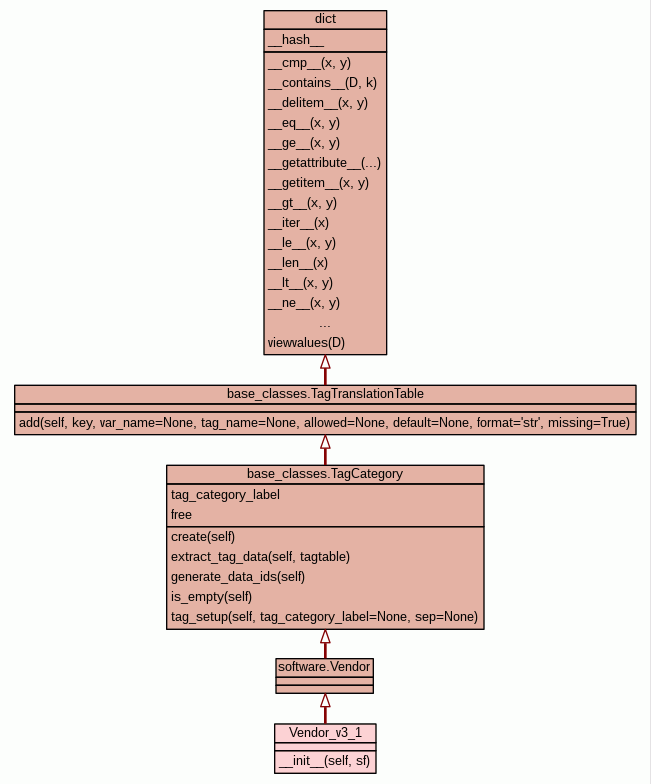 dict
__hash__
__cmp__(x, y)
__contains__(D, k)
__delitem__(x, y)
__eq__(x, y)
__ge__(x, y)
__getattribute__(...)
__getitem__(x, y)
__gt__(x, y)
__iter__(x)
__le__(x, y)
__len__(x)
__lt__(x, y)
__ne__(x, y)
...
viewvalues(D)
base_classes.TagTranslationTable
add(self, key, var_name=None, tag_name=None, allowed=None, default=None, format='str', missing=True)
base_classes.TagCategory
tag_category_label
free
create(self)
extract_tag_data(self, tagtable)
generate_data_ids(self)
is_empty(self)
tag_setup(self, tag_category_label=None, sep=None)
software.Vendor
Vendor_v3_1
__init__(self, sf)